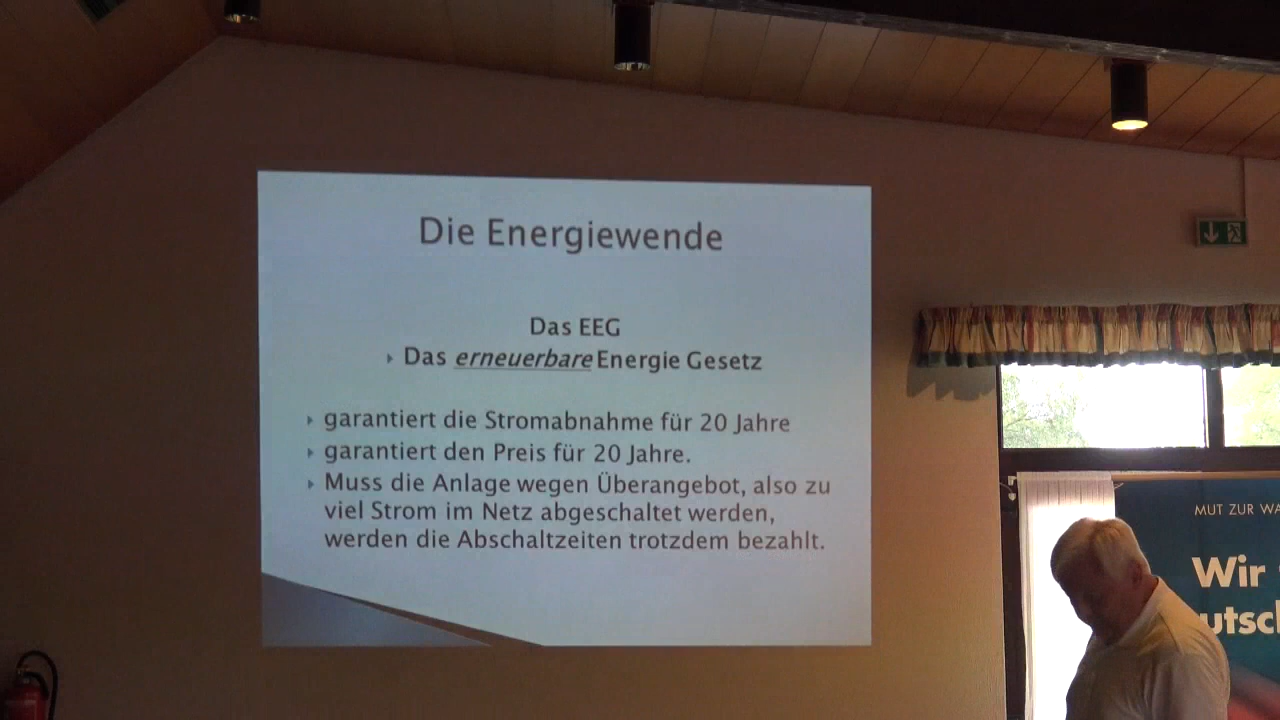 Die Energiewende
Das EEG
Das erneuerbare Energie Gesetz
garantiert die Stromabnahme für 20 Jahre
garantiert den Preis für 20 Jahre.
Muss die Anlage wegen Überangebot, also zu
viel Strom im Netz abgeschaltet werden,
werden die Abschaltzeiten trotzdem bezahlt.
MUT ZUR WA
Wir
utsch